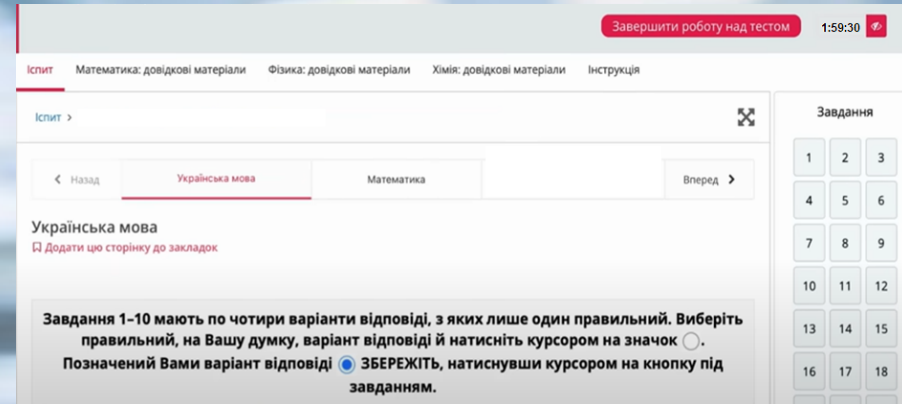 Завершити роботу над тестом
1:59:30
Іспит
Математика: довідкові матеріали
Фізика: довідкові матеріали
Хімія: довідкові матеріали
Інструкція
Іспит >
Завдання
Назад
Українська мова
Математика
Вперед
1 2 3
4 5 6
7 8 9
10 11 12
13 14 15
16 17 18
Українська мова
Додати цю сторінку до закладок
Завдання 1–10 мають по чотири варіанти відповіді, з яких лише один правильний. Виберіть
правильний, на Вашу думку, варіант відповіді й натисніть курсором на значок .
Позначений Вами варіант відповіді ЗБЕРЕЖІТЬ, натиснувши курсором на кнопку під
завданням.